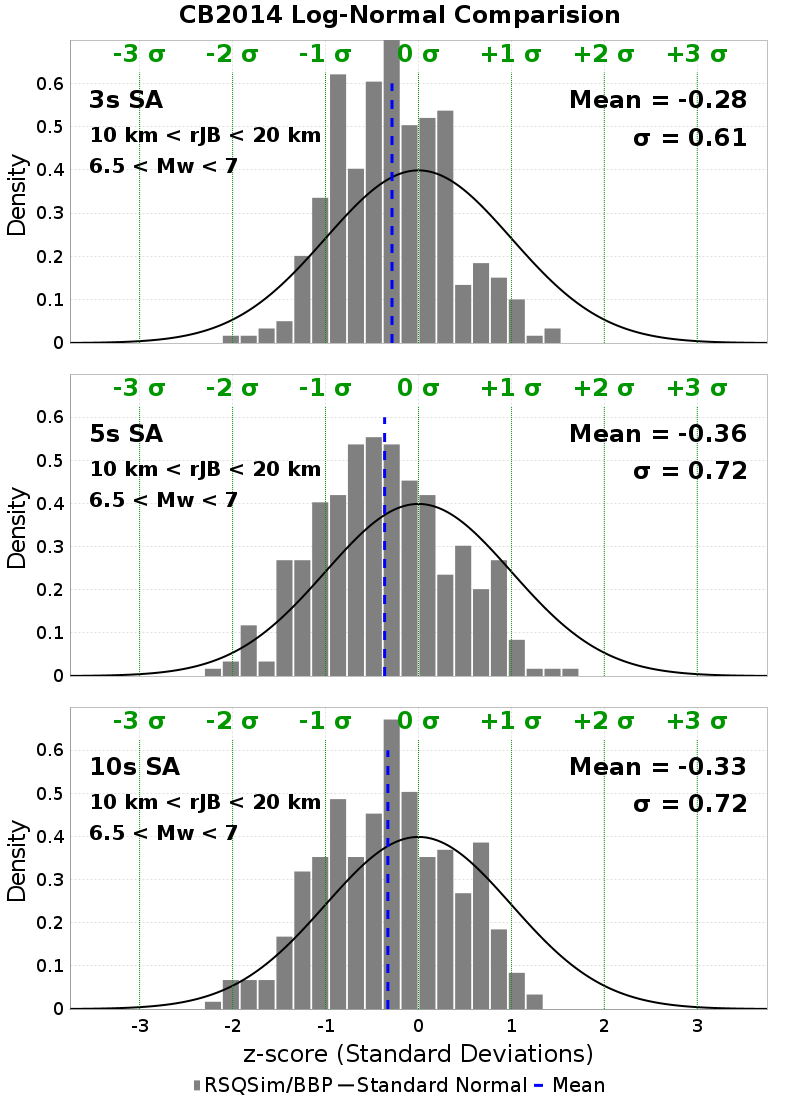 CB2014 Log-Normal Comparision
-3 σ -2 σ -1 σ 0 σ +1 σ +2 σ +3 σ
3s SA
10 km < rJB < 20 km
6.5 < Mw < 7
Mean = -0.28
σ = 0.61
Density
0.6
0.5
0.4
0.3
0.2
0.1
0
-3 σ -2 σ -1 σ 0 σ +1 σ +2 σ +3 σ
5s SA
10 km < rJB < 20 km
6.5 < Mw < 7
Mean = -0.36
σ = 0.72
Density
0.6
0.5
0.4
0.3
0.2
0.1
0
-3 σ -2 σ -1 σ 0 σ +1 σ +2 σ +3 σ
10s SA
10 km < rJB < 20 km
6.5 < Mw < 7
Mean = -0.33
σ = 0.72
Density
0.6
0.5
0.4
0.3
0.2
0.1
0
-3 -2 -1 0 1 2 3
z-score (Standard Deviations)
RSQSim/BBP Standard Normal Mean